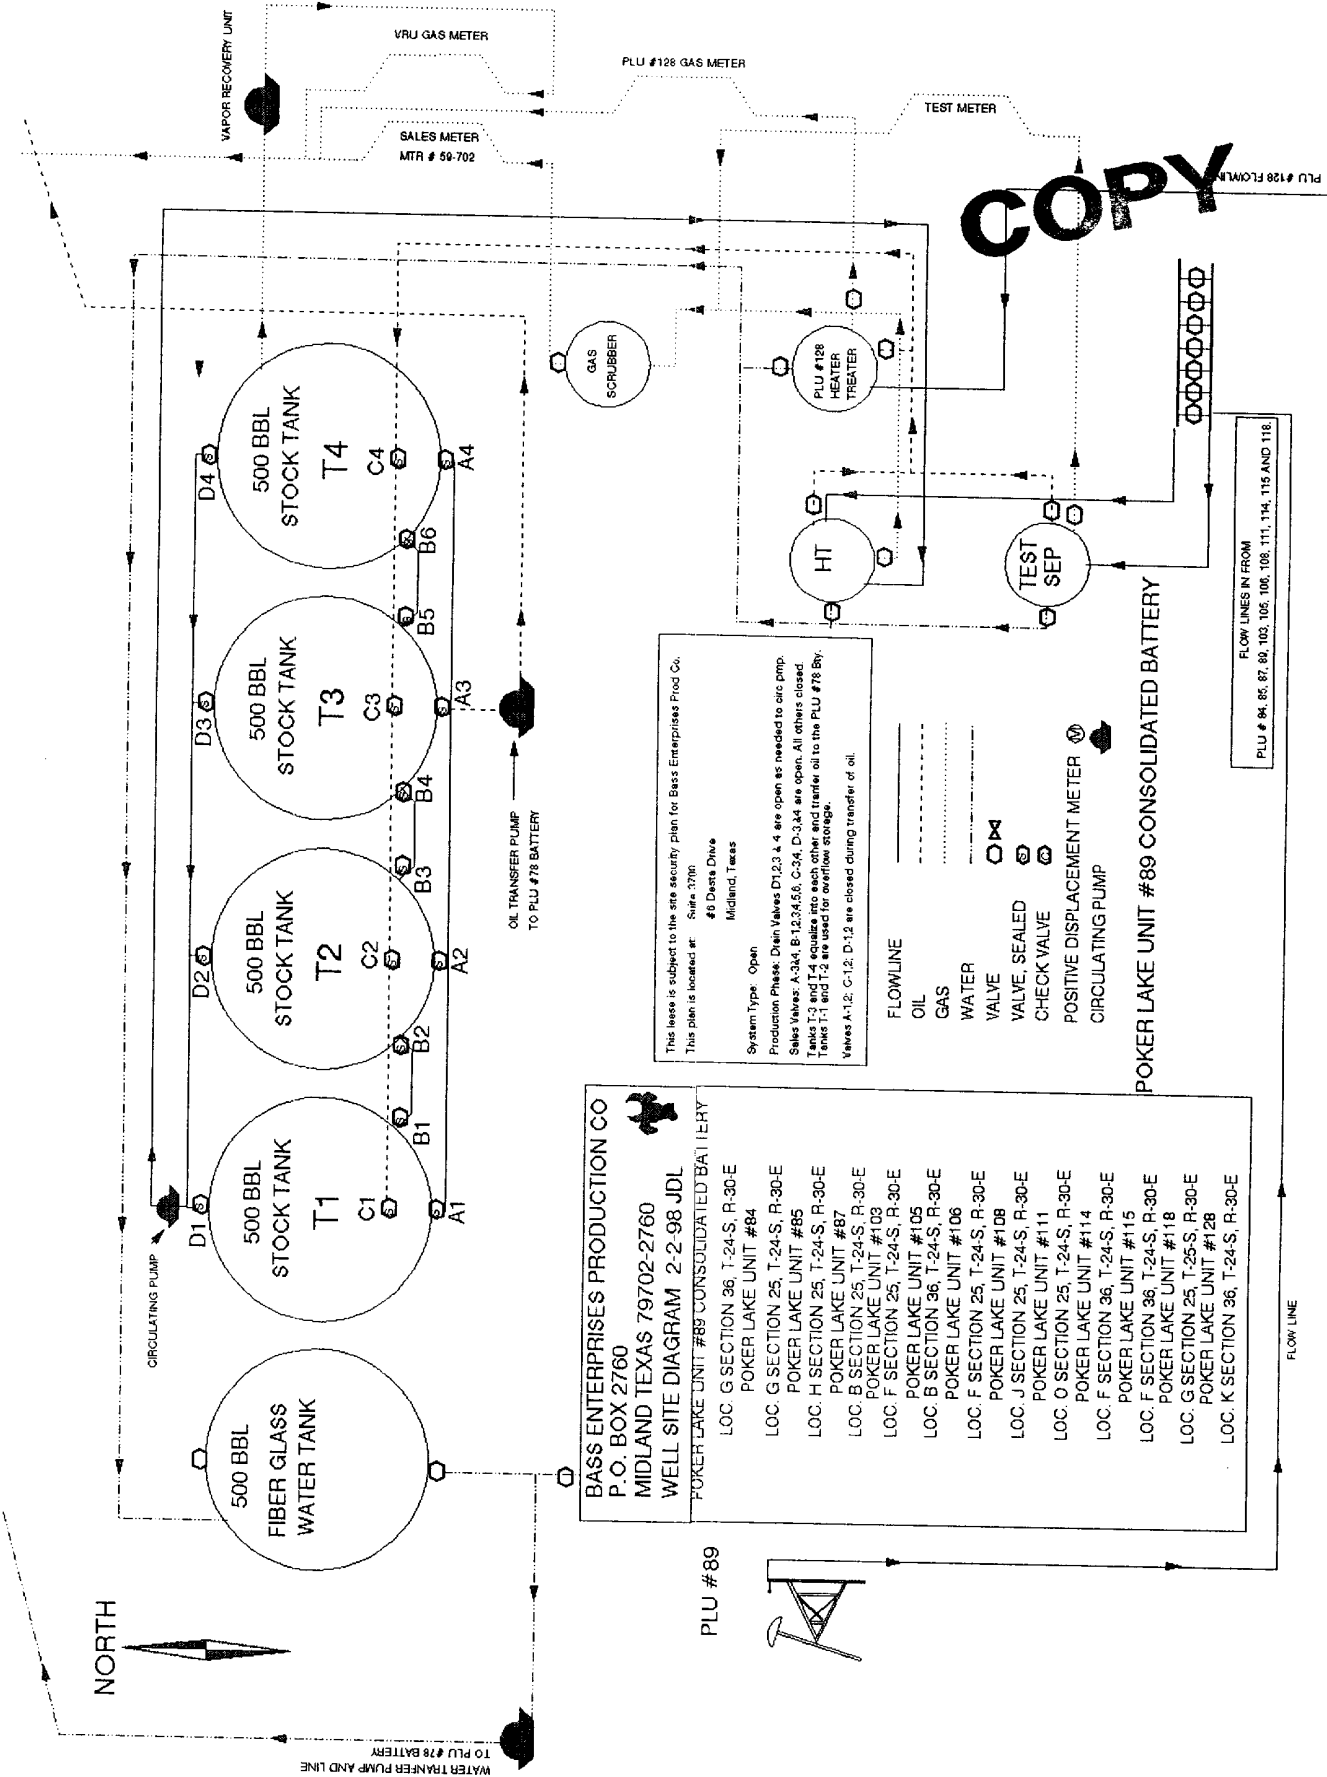 VAPOR RECOVERY UNIT
VRU GAS METER
PLU #128 GAS METER
SALES METER
MTR # 59-702
TEST METER
COPY
PLU #128 FLOWLINE
500 BBL
STOCK TANK
T4
D4
C4
A4
B6
500 BBL
STOCK TANK
T3
D3
C3
A3
B5
B4
500 BBL
STOCK TANK
T2
D2
C2
A2
B3
B2
500 BBL
STOCK TANK
T1
D1
C1
A1
B1
CIRCULATING PUMP
500 BBL
FIBER GLASS
WATER TANK
NORTH
WATER TRANFER PUMP AND LINE
TO PLU #78 BATTERY
OIL TRANSFER PUMP
TO PLU #78 BATTERY
GAS
SCRUBBER
PLU #128
HEATER
TREATER
HT
TEST
SEP
This lease is subject to the site security plan for Bass Enterprises Prod Co.
This plan is located at: Suite 3700
#6 Desta Drive
Midland, Texas
System Type: Open
Production Phase: Drain Valves D1,2,3 & 4 are open as needed to circ pmp.
Sales Valves: A-3&4, B-1,2,3,4,5,6, C-3,4, D-3,&4 are open. All others closed.
Tanks T-3 and T-4 equalize into each other and tranfer oil to the PLU #78 Bty.
Tanks T-1 and T-2 are used for overflow storage.
Valves A-1,2; C-1,2; D-1,2 are closed during transfer of oil.
FLOWLINE
OIL
GAS
WATER
VALVE
VALVE, SEALED
S
CHECK VALVE
C
POSITIVE DISPLACEMENT METER M
CIRCULATING PUMP
POKER LAKE UNIT #89 CONSOLIDATED BATTERY
FLOW LINES IN FROM
PLU # 84, 85, 87, 89, 103, 105, 106, 108, 111, 114, 115 AND 118.
BASS ENTERPRISES PRODUCTION CO
P.O. BOX 2760
MIDLAND TEXAS 79702-2760
WELL SITE DIAGRAM 2-2-98 JDL
POKER LAKE UNIT #89 CONSOLIDATED BATTERY
LOC. G SECTION 36, T-24-S, R-30-E
POKER LAKE UNIT #84
LOC. G SECTION 25, T-24-S, R-30-E
POKER LAKE UNIT #85
LOC. H SECTION 25, T-24-S, R-30-E
POKER LAKE UNIT #87
LOC. B SECTION 25, T-24-S, R-30-E
POKER LAKE UNIT #103
LOC. F SECTION 25, T-24-S, R-30-E
POKER LAKE UNIT #105
LOC. B SECTION 36, T-24-S, R-30-E
POKER LAKE UNIT #106
LOC. F SECTION 25, T-24-S, R-30-E
POKER LAKE UNIT #108
LOC. J SECTION 25, T-24-S, R-30-E
POKER LAKE UNIT #111
LOC. O SECTION 25, T-24-S, R-30-E
POKER LAKE UNIT #114
LOC. F SECTION 36, T-24-S, R-30-E
POKER LAKE UNIT #115
LOC. F SECTION 36, T-24-S, R-30-E
POKER LAKE UNIT #118
LOC. G SECTION 25, T-25-S, R-30-E
POKER LAKE UNIT #128
LOC. K SECTION 36, T-24-S, R-30-E
PLU #89
FLOW LINE